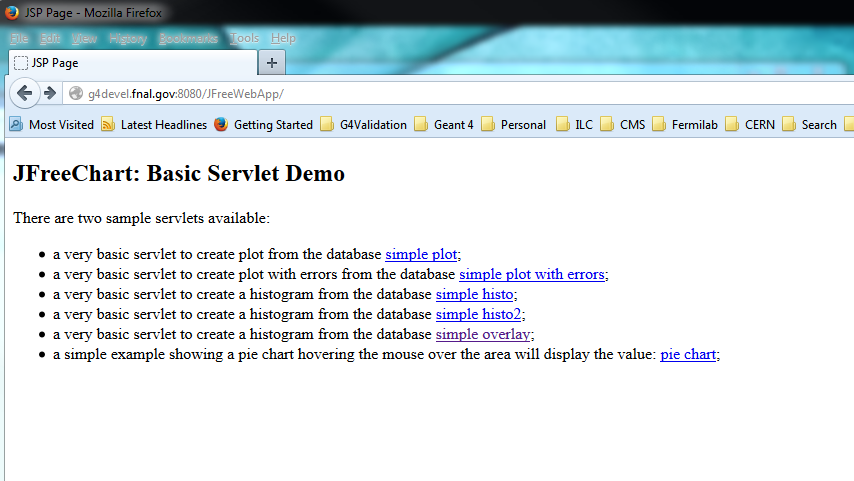 JSP Page - Mozilla Firefox
File Edit View History Bookmarks Tools Help
JSP Page +
g4devel.fnal.gov:8080/JFreeWebApp/
Most Visited Latest Headlines Getting Started G4Validation Geant 4 Personal ILC CMS Fermilab CERN Search
JFreeChart: Basic Servlet Demo
There are two sample servlets available:
• a very basic servlet to create plot from the database simple plot;
• a very basic servlet to create plot with errors from the database simple plot with errors;
• a very basic servlet to create a histogram from the database simple histo;
• a very basic servlet to create a histogram from the database simple histo2;
• a very basic servlet to create a histogram from the database simple overlay;
• a simple example showing a pie chart hovering the mouse over the area will display the value: pie chart;